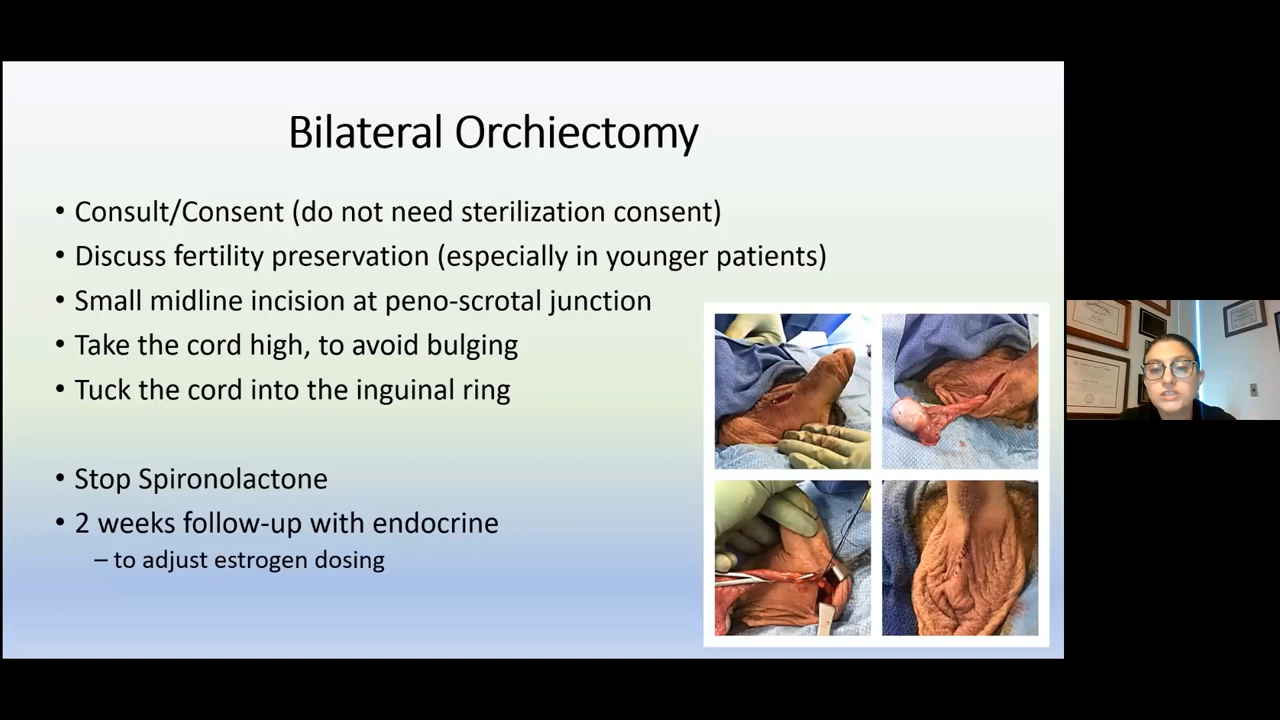 Bilateral Orchiectomy
• Consult/Consent (do not need sterilization consent)
• Discuss fertility preservation (especially in younger patients)
• Small midline incision at peno-scrotal junction
• Take the cord high, to avoid bulging
• Tuck the cord into the inguinal ring
• Stop Spironolactone
• 2 weeks follow-up with endocrine
– to adjust estrogen dosing